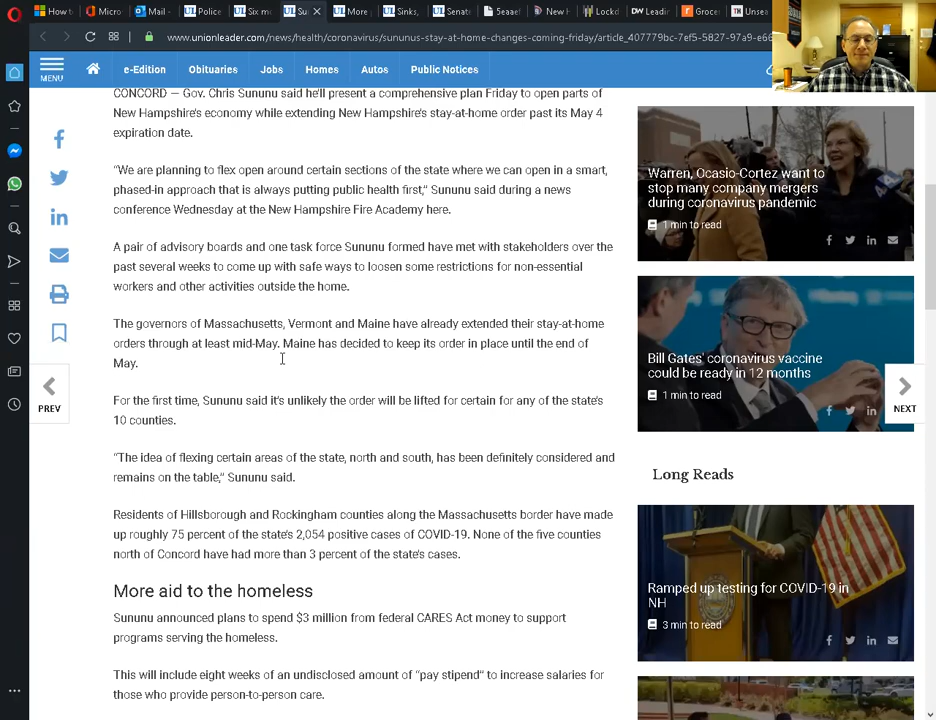 How to
Micro
Mail -
UL Police
UL Six m
UL Su
UL More
UL Sinks,
UL Senate
5eaaef
New H
Lockd
DW Leadin
Grocer
TN Unsea
www.unionleader.com/news/health/coronavirus/sununus-stay-at-home-changes-coming-friday/article_407779bc-7ef5-5827-97a9-e66
MENU
e-Edition
Obituaries
Jobs
Homes
Autos
Public Notices
CONCORD — Gov. Chris Sununu said he'll present a comprehensive plan Friday to open parts of
New Hampshire's economy while extending New Hampshire's stay-at-home order past its May 4
expiration date.
“We are planning to flex open around certain sections of the state where we can open in a smart,
phased-in approach that is always putting public health first,” Sununu said during a news
conference Wednesday at the New Hampshire Fire Academy here.
A pair of advisory boards and one task force Sununu formed have met with stakeholders over the
past several weeks to come up with safe ways to loosen some restrictions for non-essential
workers and other activities outside the home.
The governors of Massachusetts, Vermont and Maine have already extended their stay-at-home
orders through at least mid-May. Maine has decided to keep its order in place until the end of
May.
For the first time, Sununu said it's unlikely the order will be lifted for certain for any of the state's
10 counties.
“The idea of flexing certain areas of the state, north and south, has been definitely considered and
remains on the table,” Sununu said.
Residents of Hillsborough and Rockingham counties along the Massachusetts border have made
up roughly 75 percent of the state's 2,054 positive cases of COVID-19. None of the five counties
north of Concord have had more than 3 percent of the state's cases.
More aid to the homeless
Sununu announced plans to spend $3 million from federal CARES Act money to support
programs serving the homeless.
This will include eight weeks of an undisclosed amount of “pay stipend” to increase salaries for
those who provide person-to-person care.
PREV
NEXT
Warren, Ocasio-Cortez want to
stop many company mergers
during coronavirus pandemic
1 min to read
Bill Gates' coronavirus vaccine
could be ready in 12 months
1 min to read
Long Reads
Ramped up testing for COVID-19 in
NH
3 min to read